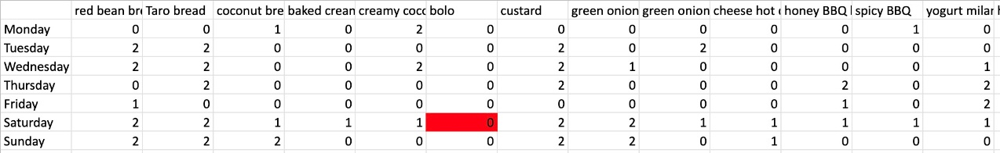 red bean bre Taro bread coconut bre baked crean creamy coco bolo custard green onion green onion cheese hot honey BBQ spicy BBQ yogurt milar
Monday 0 0 1 0 2 0 0 0 0 0 0 1 0
Tuesday 2 2 0 0 0 0 2 0 2 0 0 0 0
Wednesday 2 2 0 0 2 0 2 1 0 0 0 0 1
Thursday 0 2 0 0 0 0 2 0 0 0 2 0 2
Friday 1 0 0 0 0 0 0 0 0 0 1 0 2
Saturday 2 2 1 1 1 0 2 2 1 1 1 1 1
Sunday 2 2 2 0 0 0 2 2 0 1 0 0 0